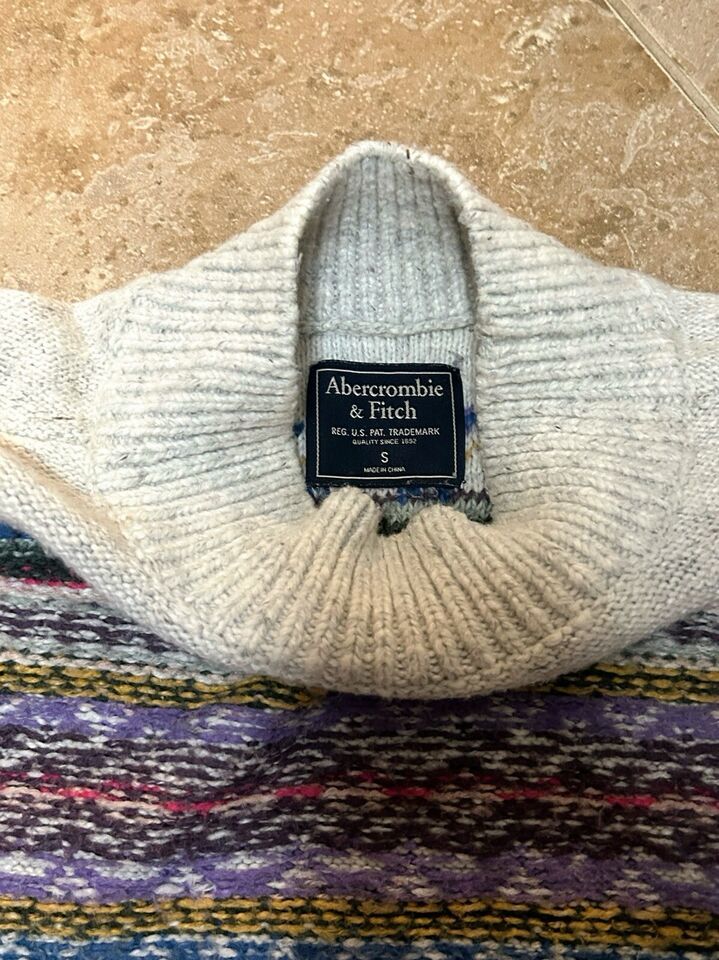 Abercrombie
& Fitch
REG. U.S. PAT. TRADEMARK
QUALITY SINCE 1892
S
MADE IN CHINA